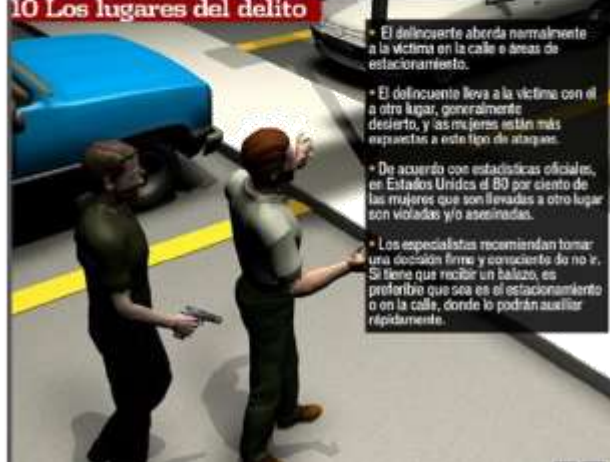 10 Los lugares del delito
• El delincuente aborda normalmente
a la víctima en la calle o áreas de
estacionamiento.
• El delincuente lleva a la víctima con él
a otro lugar, generalmente
desierto, y las mujeres están más
expuestas a este tipo de ataques.
• De acuerdo con estadísticas oficiales,
en Estados Unidos el 80 por ciento de
las mujeres que son llevadas a otro lugar
son violadas y/o asesinadas.
• Los especialistas recomiendan tomar
una decisión firme y consciente de no ir.
Si tiene que recibir un balazo, es
preferible que sea en el estacionamiento
o en la calle, donde lo podrán auxiliar
rápidamente.